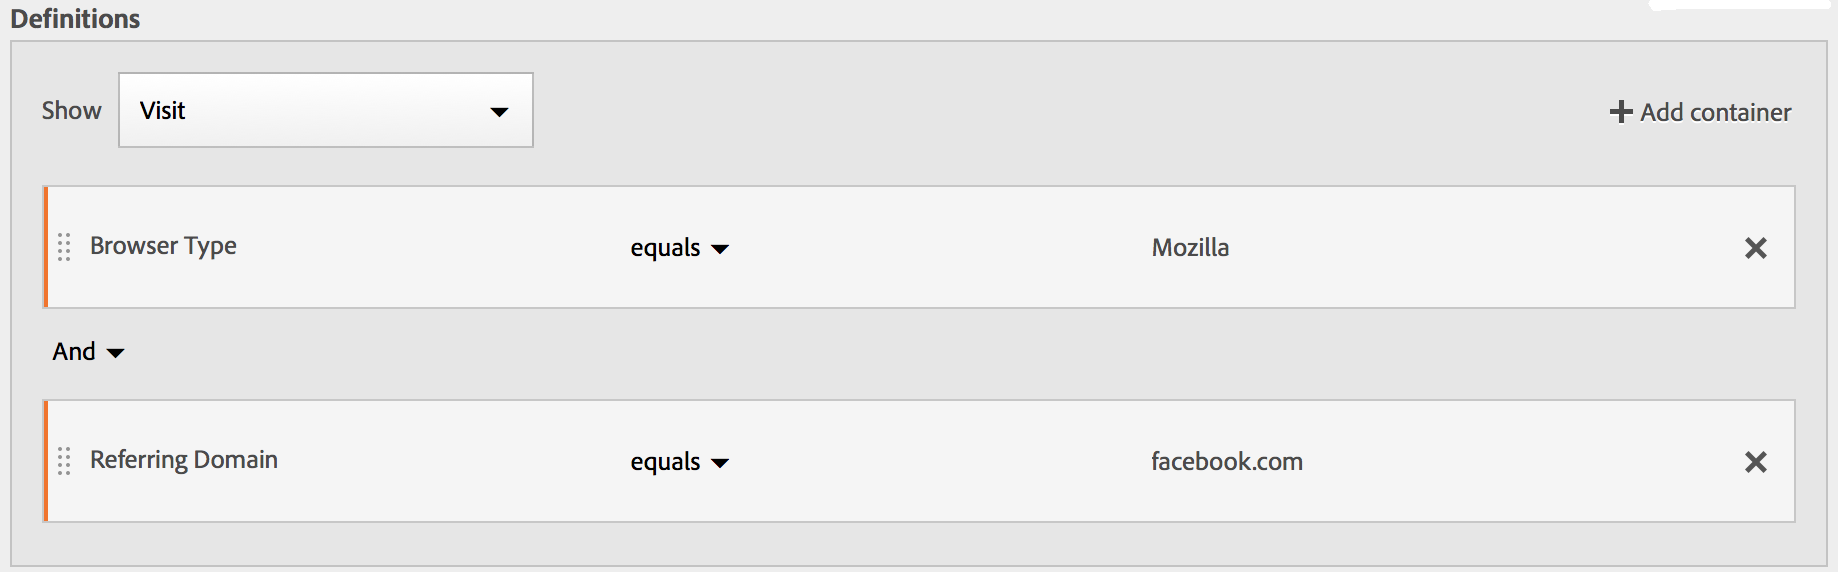 Definitions
Show Visit Add container
Browser Type equals Mozilla
And
Referring Domain equals facebook.com